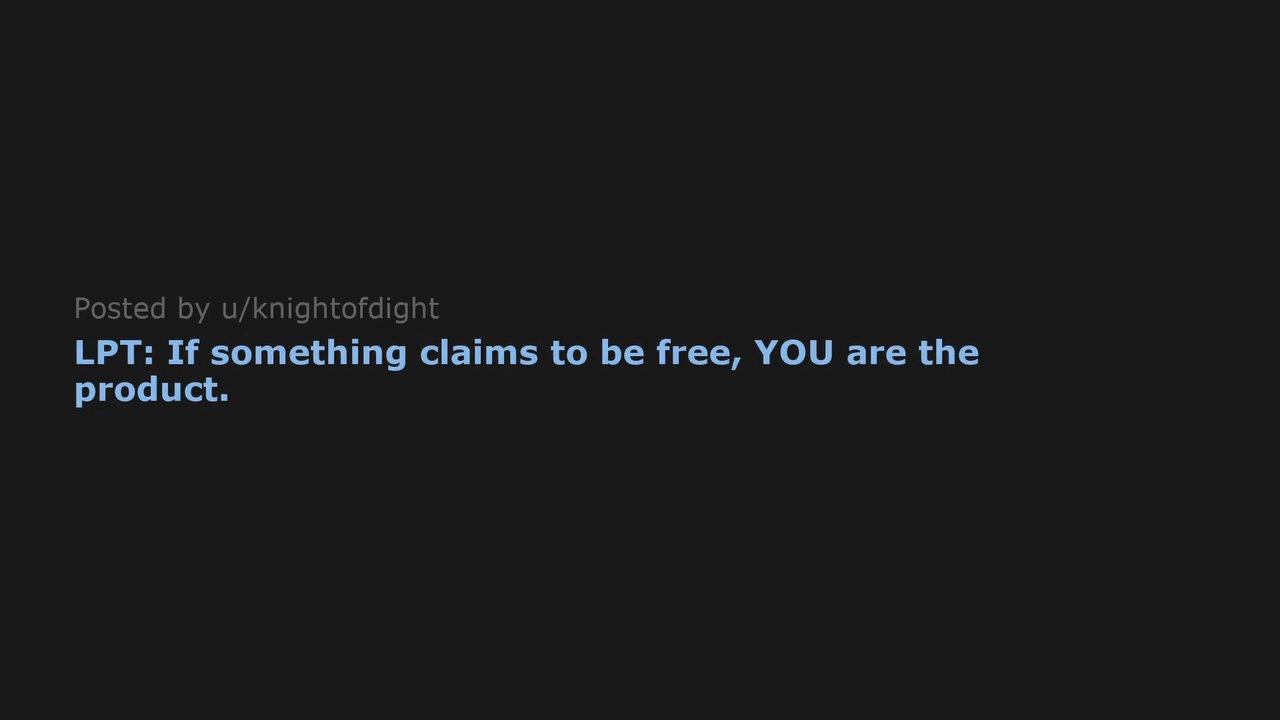 Posted by u/knightofdight
LPT: If something claims to be free, YOU are the
product.